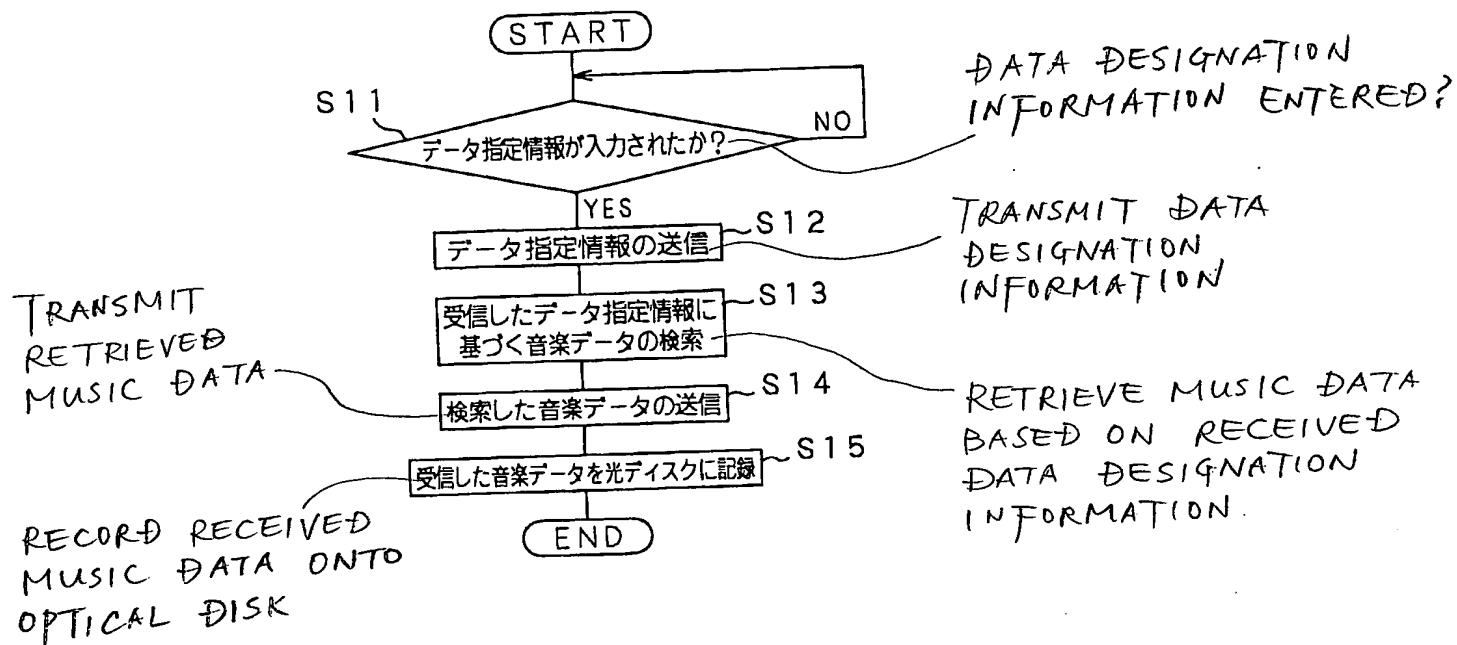 START
S11
データ指定情報が入力されたか?
NO
DATA DESIGNATION
INFORMATION ENTERED?
YES
データ指定情報の送信
S12
TRANSMIT DATA
DESIGNATION
INFORMATION
受信したデータ指定情報に
基づく音楽データの検索
S13
RETRIEVE MUSIC DATA
BASED ON RECEIVED
DATA DESIGNATION
INFORMATION.
TRANSMIT
RETRIEVED
MUSIC DATA
検索した音楽データの送信
S14
受信した音楽データを光ディスクに記録
S15
RECORD RECEIVED
MUSIC DATA ONTO
OPTICAL DISK
END